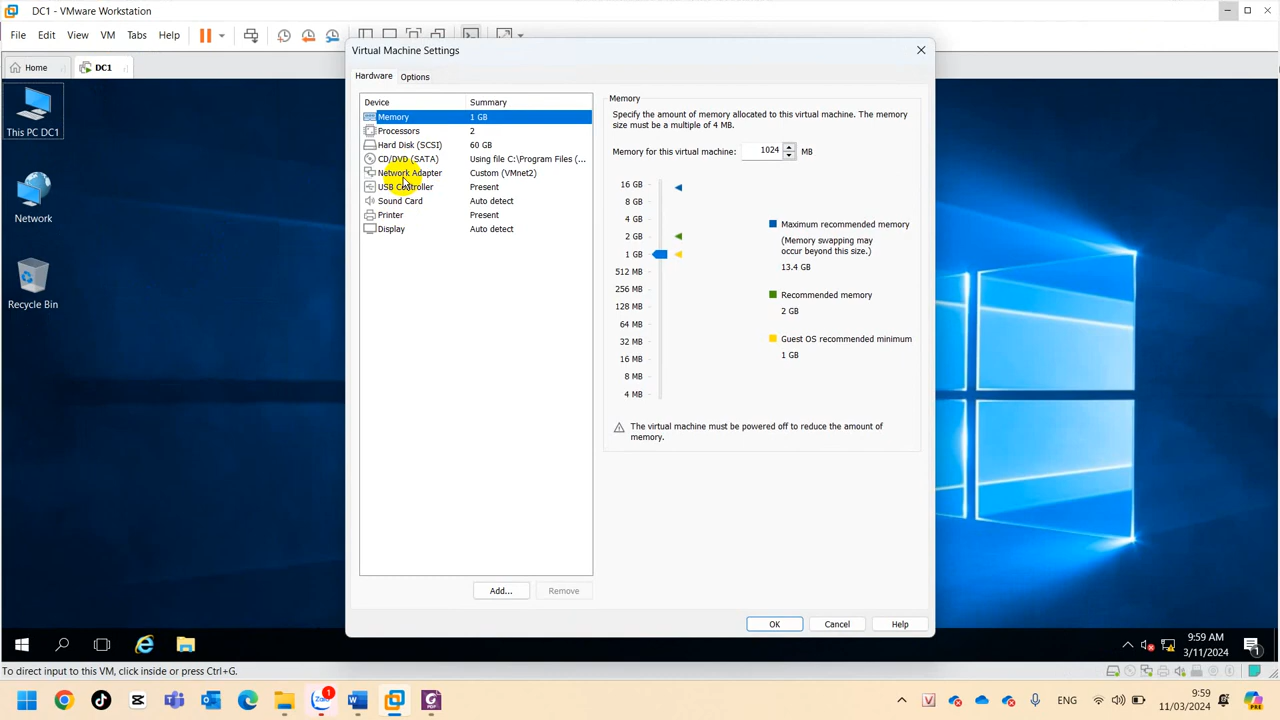 DC1 - VMware Workstation
File Edit View VM Tabs Help
Home DC1
This PC DC1
Network
Recycle Bin
Virtual Machine Settings
Hardware Options
Device Summary
Memory 1 GB
Processors 2
Hard Disk (SCSI) 60 GB
CD/DVD (SATA) Using file C:\Program Files (...
Network Adapter Custom (VMnet2)
USB Controller Present
Sound Card Auto detect
Printer Present
Display Auto detect
Add... Remove
Memory
Specify the amount of memory allocated to this virtual machine. The memory
size must be a multiple of 4 MB.
Memory for this virtual machine: 1024 MB
16 GB
8 GB
4 GB
2 GB
1 GB
512 MB
256 MB
128 MB
64 MB
32 MB
16 MB
8 MB
4 MB
Maximum recommended memory
(Memory swapping may
occur beyond this size.)
13.4 GB
Recommended memory
2 GB
Guest OS recommended minimum
1 GB
The virtual machine must be powered off to reduce the amount of
memory.
OK Cancel Help
9:59 AM
3/11/2024
1
To direct input to this VM, click inside or press Ctrl+G.
Zalo 1
ENG
9:59
11/03/2024
PRE